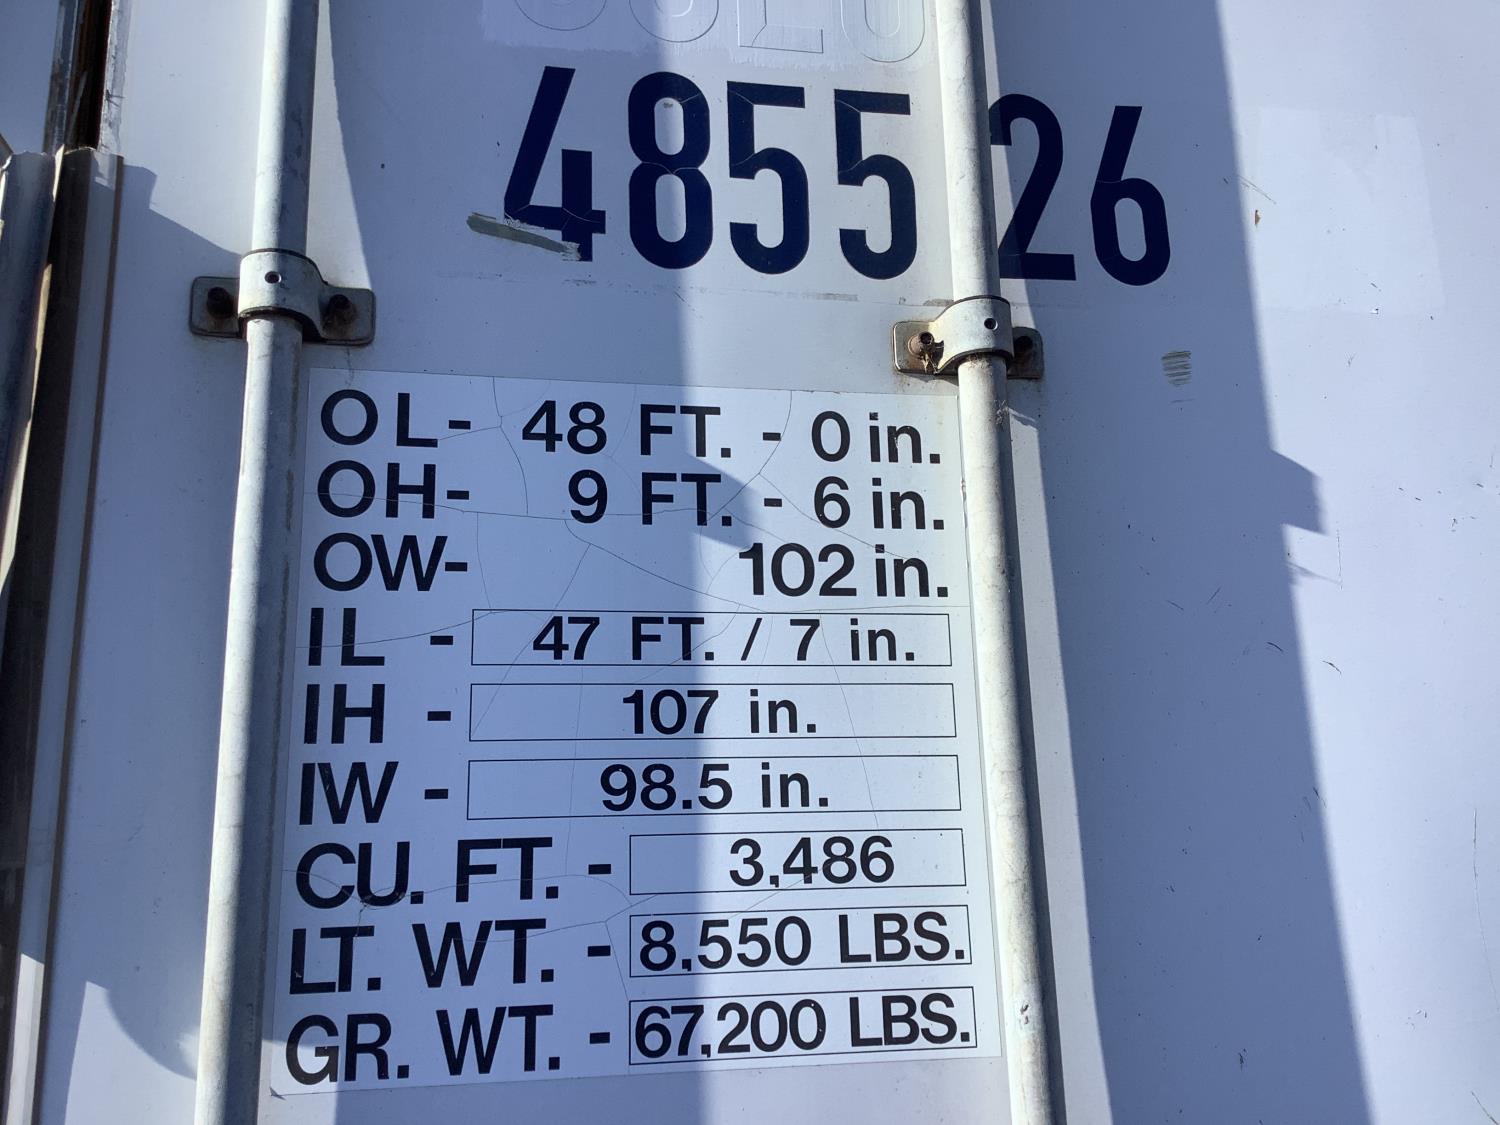 485526
OL- 48 FT. - 0 in.
OH- 9 FT. - 6 in.
OW- 102 in.
IL - 47 FT. / 7 in.
IH - 107 in.
IW - 98.5 in.
CU. FT. - 3,486
LT. WT. - 8,550 LBS.
GR. WT. - 67,200 LBS.